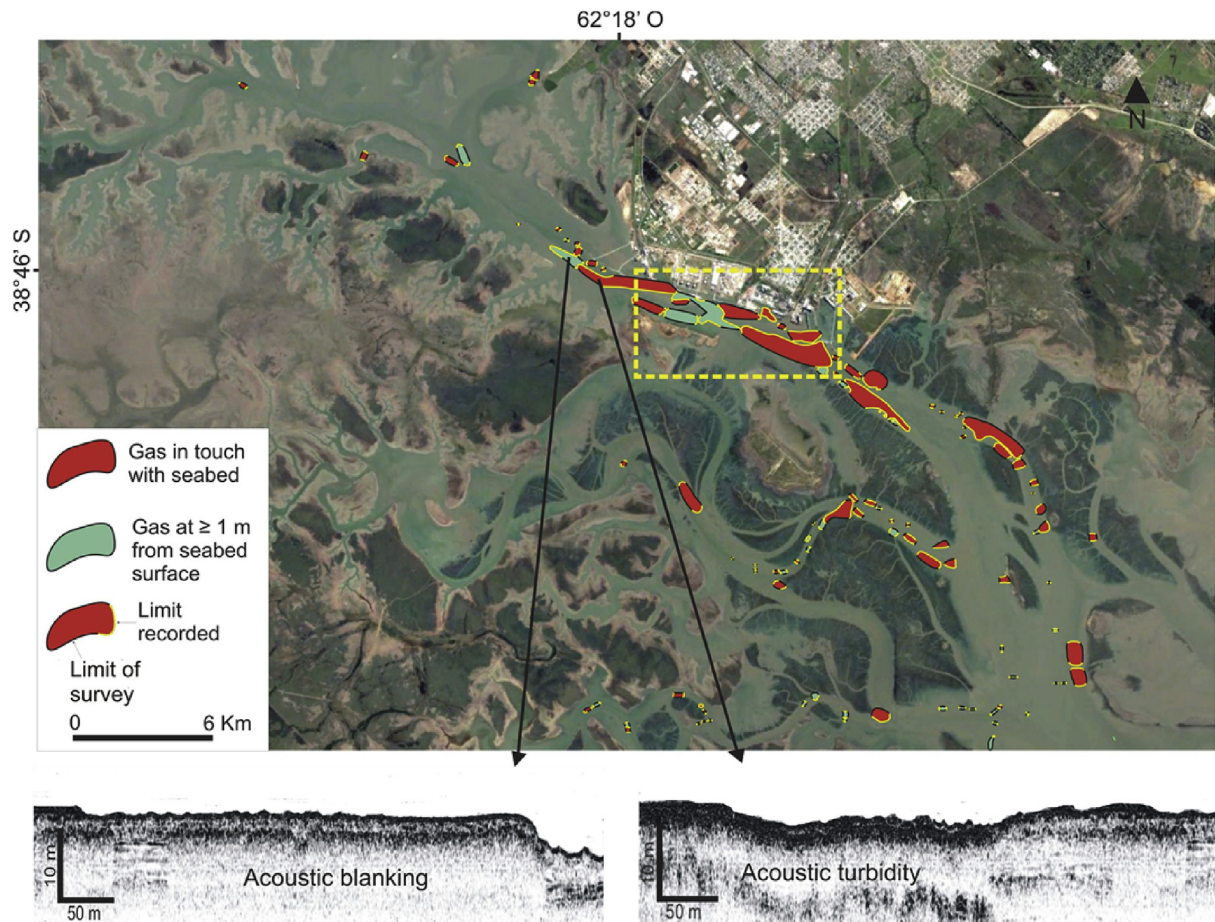 62°18' O
N
38°46' S
Gas in touch
with seabed
Gas at ≥ 1 m
from seabed
surface
Limit
recorded
Limit of
survey
0 6 Km
10 m
Acoustic blanking
50 m
10 m
Acoustic turbidity
50 m